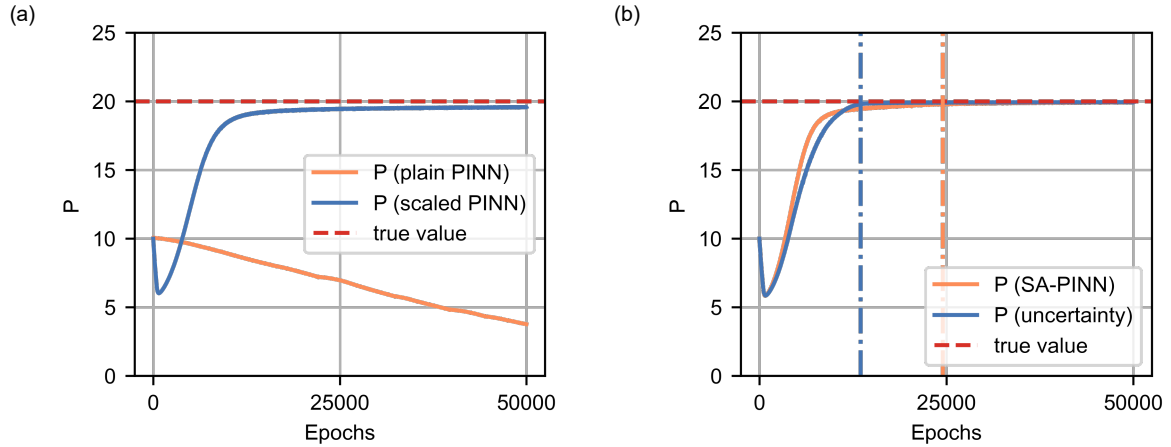 (a)
25
20
15
10
5
0
P
0
25000
50000
Epochs
P (plain PINN)
P (scaled PINN)
true value
(b)
25
20
15
10
5
0
P
0
25000
50000
Epochs
P (SA-PINN)
P (uncertainty)
true value